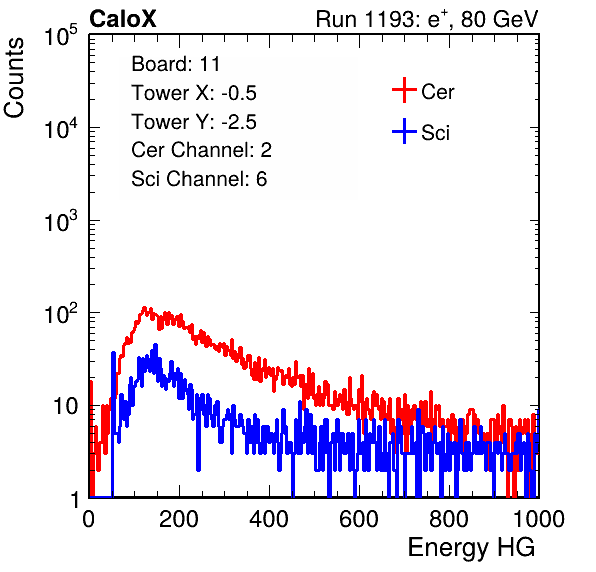 CaloX Run 1193: e⁺, 80 GeV
Board: 11
Tower X: -0.5
Tower Y: -2.5
Cer Channel: 2
Sci Channel: 6
Cer
Sci
Counts
10⁵
10⁴
10³
10²
10
1
0 200 400 600 800 1000
Energy HG